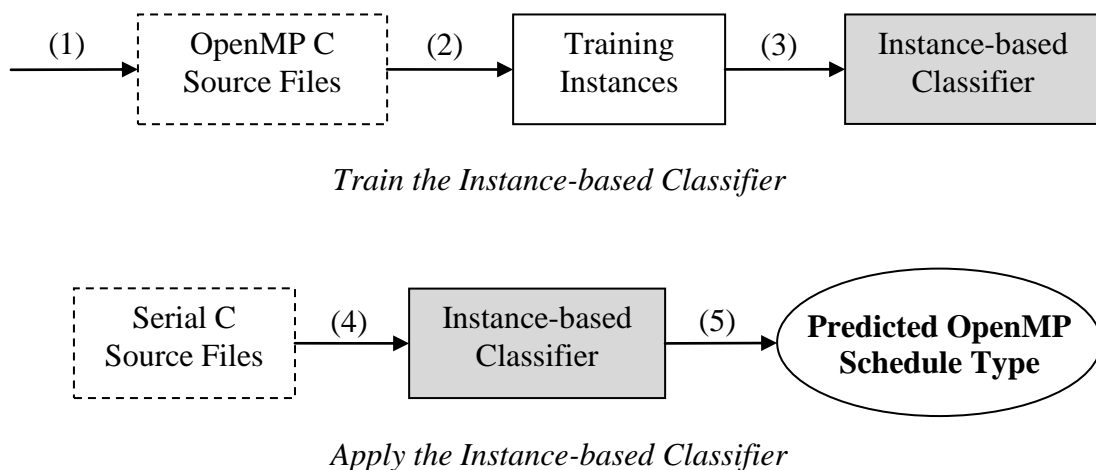 (1)
OpenMP C
Source Files
(2)
Training
Instances
(3)
Instance-based
Classifier
Train the Instance-based Classifier
Serial C
Source Files
(4)
Instance-based
Classifier
(5)
Predicted OpenMP
Schedule Type
Apply the Instance-based Classifier